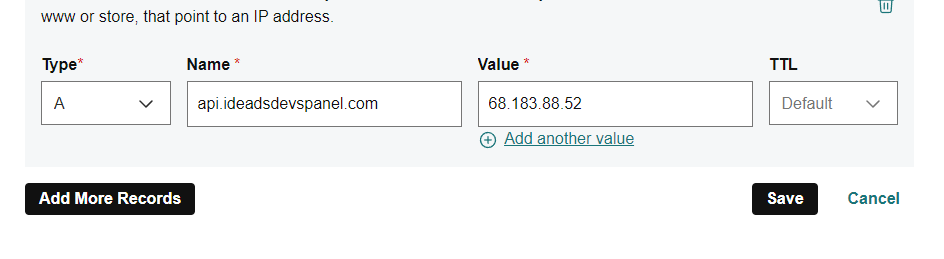 www or store, that point to an IP address.
Type* Name * Value * TTL
A api.ideadsdevspanel.com 68.183.88.52 Default
Add another value
Add More Records Save Cancel